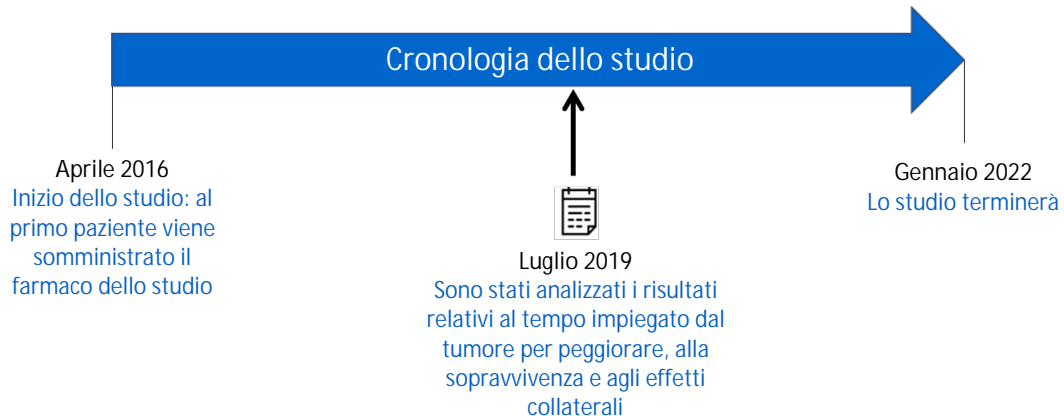 Cronologia dello studio
Aprile 2016
Inizio dello studio: al
primo paziente viene
somministrato il
farmaco dello studio
Luglio 2019
Sono stati analizzati i risultati
relativi al tempo impiegato dal
tumore per peggiorare, alla
sopravvivenza e agli effetti
collaterali
Gennaio 2022
Lo studio terminerà